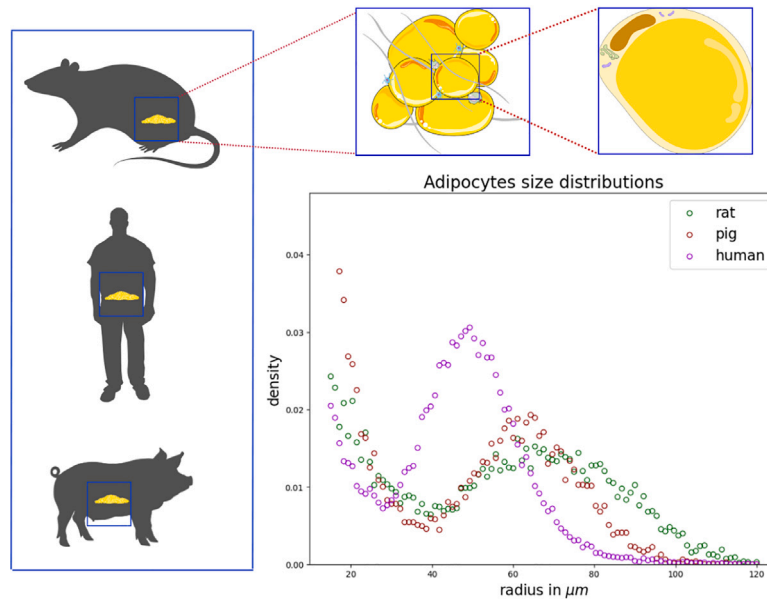 Adipocytes size distributions
rat
pig
human
0.04
0.03
0.02
0.01
0.00
density
20 40 60 80 100 120
radius in μm